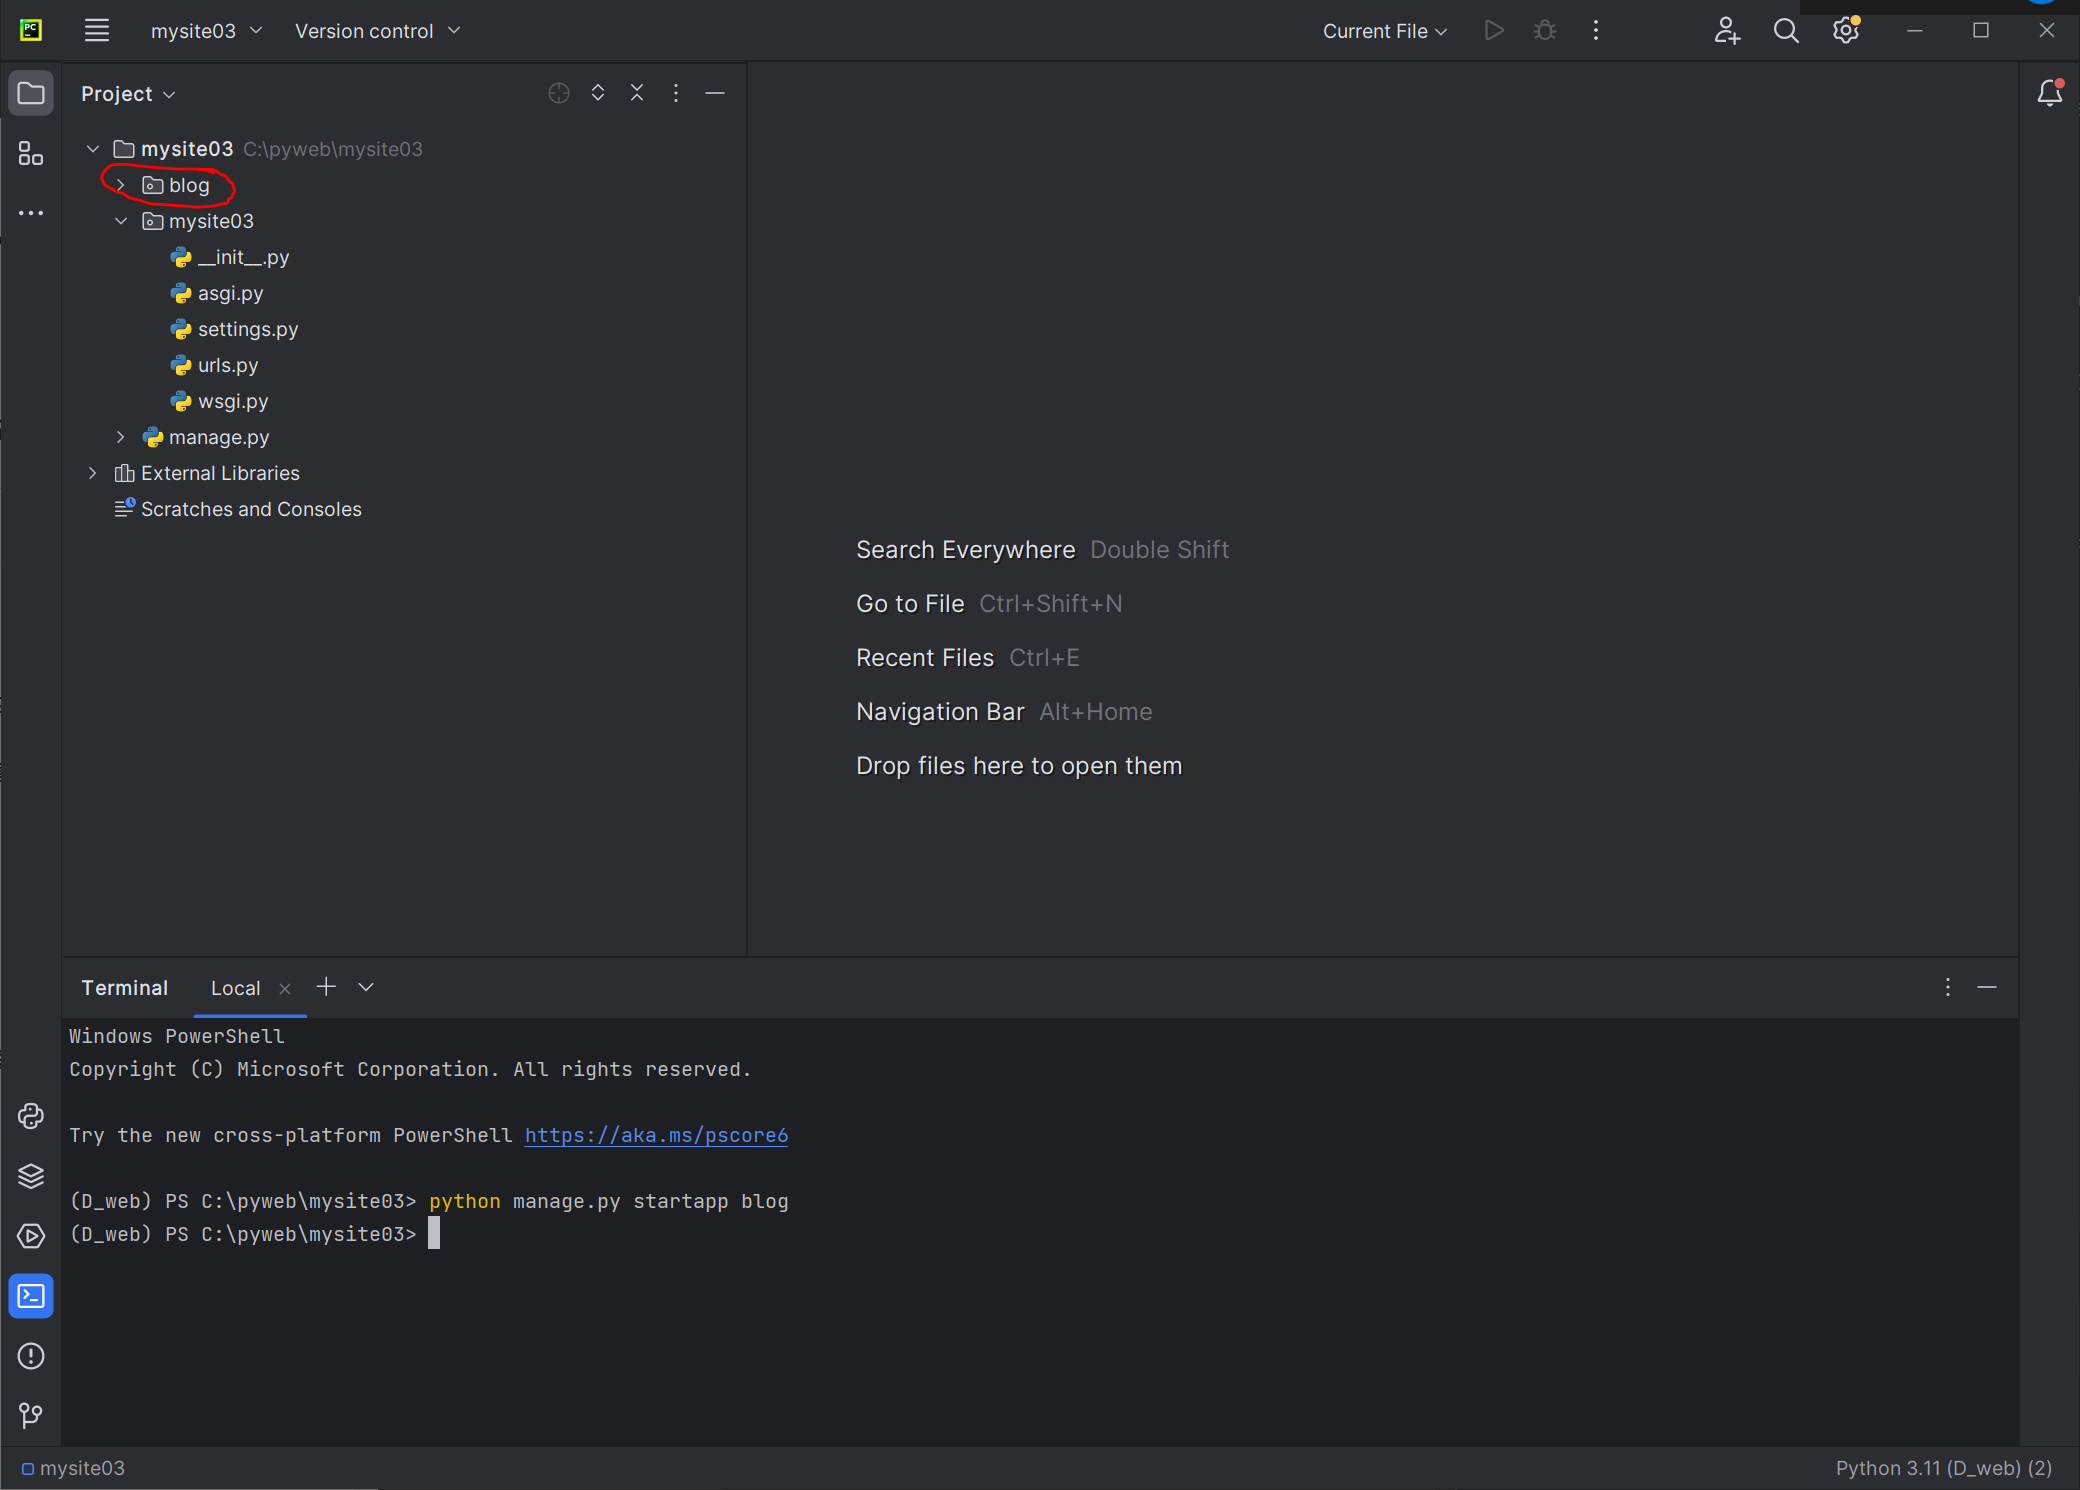 PC
mysite03
Version control
Current File
Project
mysite03 C:\pyweb\mysite03
blog
mysite03
__init__.py
asgi.py
settings.py
urls.py
wsgi.py
manage.py
External Libraries
Scratches and Consoles
Search Everywhere Double Shift
Go to File Ctrl+Shift+N
Recent Files Ctrl+E
Navigation Bar Alt+Home
Drop files here to open them
Terminal
Local
Windows PowerShell
Copyright (C) Microsoft Corporation. All rights reserved.
Try the new cross-platform PowerShell https://aka.ms/pscore6
(D_web) PS C:\pyweb\mysite03> python manage.py startapp blog
(D_web) PS C:\pyweb\mysite03>
mysite03
Python 3.11 (D_web) (2)